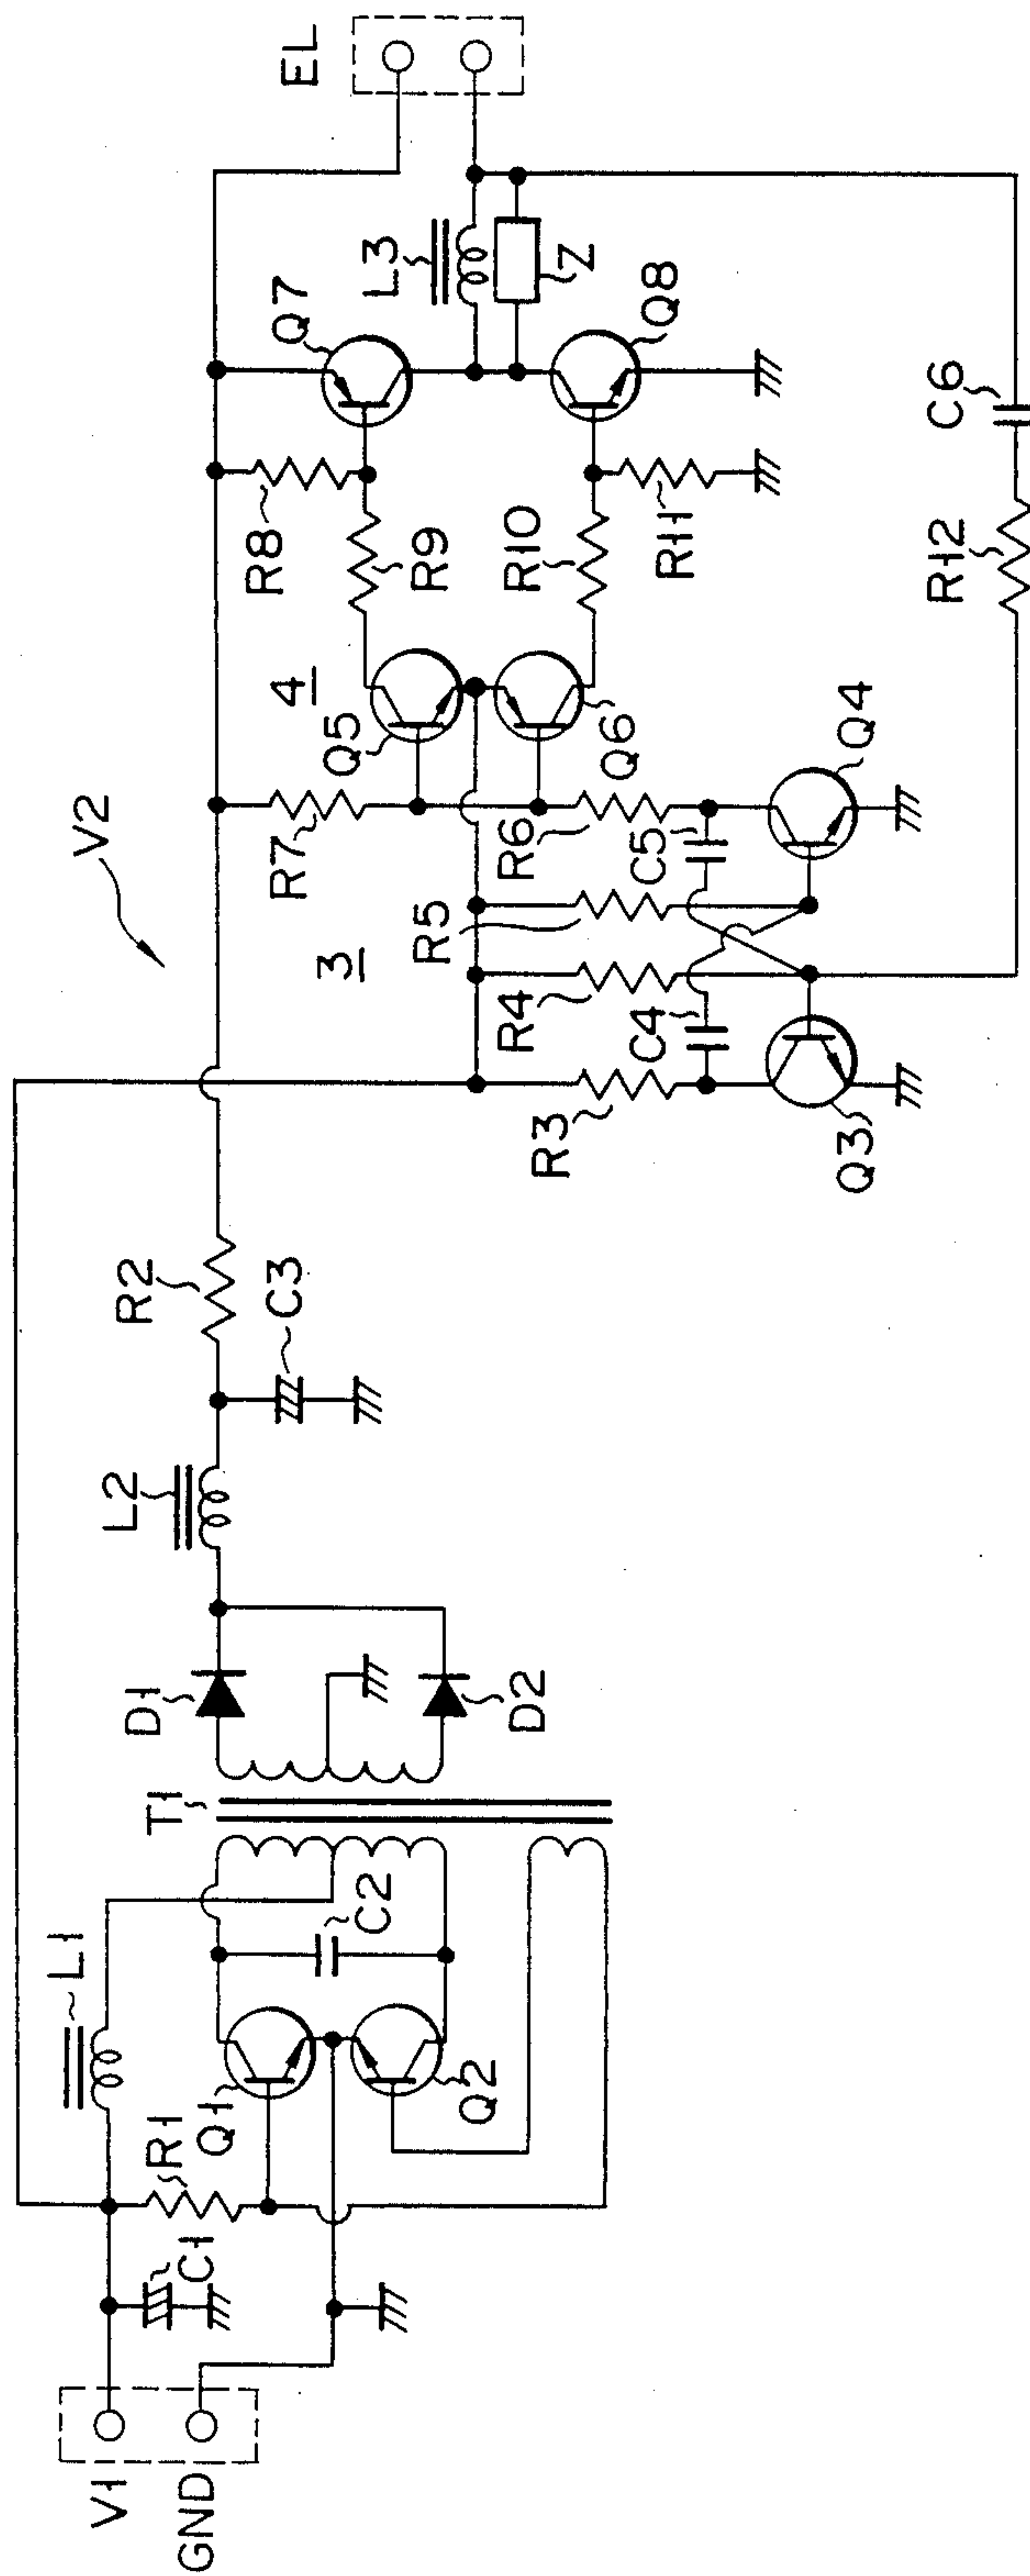 V1
GND
C1
R1
L1
Q1
Q2
C2
T1
D1
D2
L2
C3
R2
V2
3
4
R3
R4
R5
R6
R7
C4
C5
Q3
Q4
Q5
Q6
R8
R9
R10
R11
Q7
Q8
L3
Z
R12
C6
EL